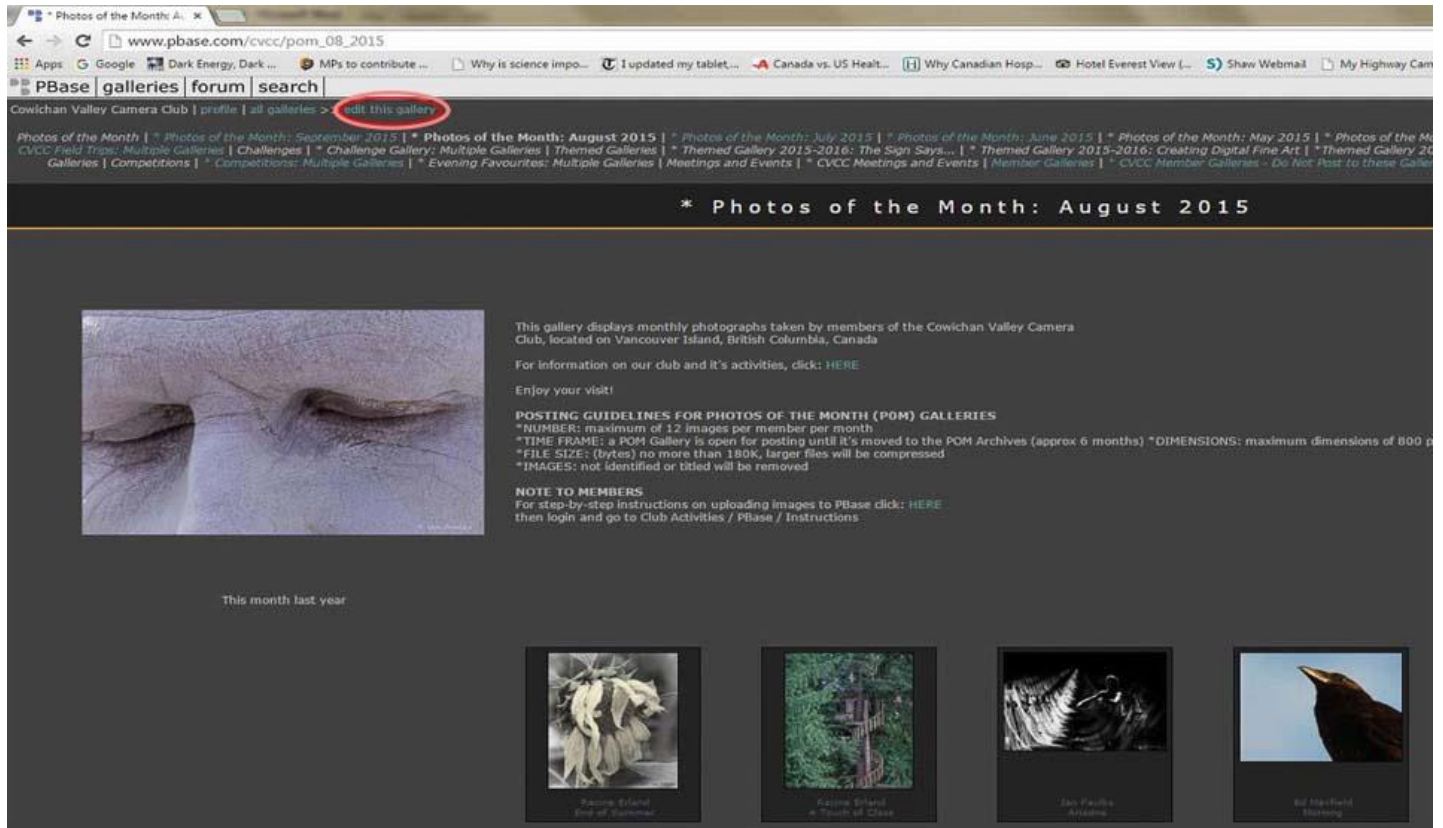 * Photos of the Month: A
www.pbase.com/cvcc/pom_08_2015
Apps Google Dark Energy, Dark ... MPs to contribute ... Why is science impo... I updated my tablet,... Canada vs. US Healt... Why Canadian Hosp... Hotel Everest View (... Shaw Webmail My Highway Cam
PBase | galleries | forum | search |
Cowichan Valley Camera Club | profile | all galleries >> edit this gallery
Photos of the Month | * Photos of the Month: September 2015 | * Photos of the Month: August 2015 | * Photos of the Month: July 2015 | * Photos of the Month: June 2015 | * Photos of the Month: May 2015 | * Photos of the Mo
CVCC Field Trips: Multiple Galleries | Challenges | * Challenge Gallery: Multiple Galleries | Themed Galleries | * Themed Gallery 2015-2016: The Sign Says... | * Themed Gallery 2015-2016: Creating Digital Fine Art | *Themed Gallery 20
Galleries | Competitions | * Competitions: Multiple Galleries | * Evening Favourites: Multiple Galleries | Meetings and Events | * CVCC Meetings and Events | Member Galleries | * CVCC Member Galleries - Do Not Post to these Galler
* Photos of the Month: August 2015
This gallery displays monthly photographs taken by members of the Cowichan Valley Camera
Club, located on Vancouver Island, British Columbia, Canada
For information on our club and it's activities, click: HERE
Enjoy your visit!
POSTING GUIDELINES FOR PHOTOS OF THE MONTH (POM) GALLERIES
*NUMBER: maximum of 12 images per member per month
*TIME FRAME: a POM Gallery is open for posting until it's moved to the POM Archives (approx 6 months) *DIMENSIONS: maximum dimensions of 800 p
*FILE SIZE: (bytes) no more than 180K, larger files will be compressed
*IMAGES: not identified or titled will be removed
NOTE TO MEMBERS
For step-by-step instructions on uploading images to PBase click: HERE
then login and go to Club Activities / PBase / Instructions
This month last year
Racine Erland
End of Summer
Racine Erland
A Touch of Class
Ariadne
Ed